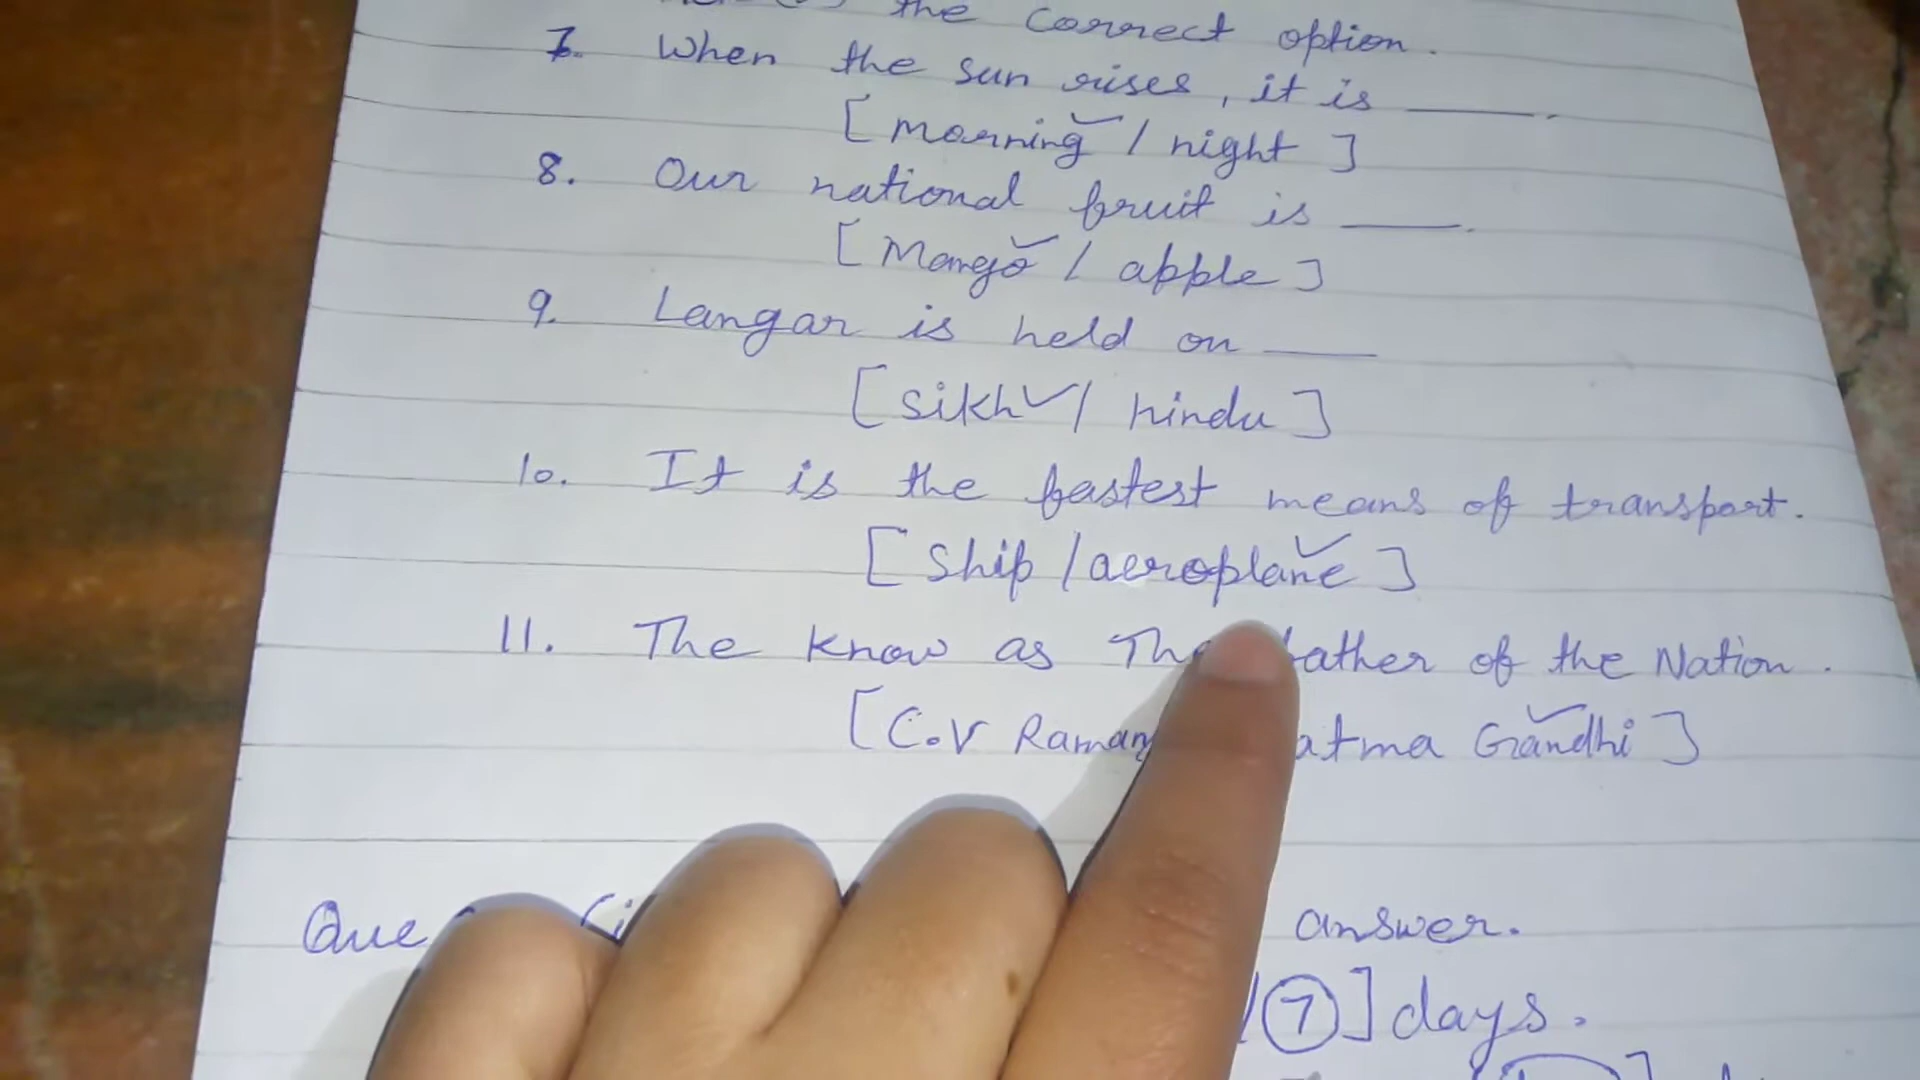 the correct option.
7. When the sun rises, it is ____.
[morning / night ]
8. Our national fruit is ____.
[Mango / apple]
9. Langar is held on ____
[sikh / hindu]
10. It is the fastest means of transport.
[Ship / aeroplane]
11. The know as The father of the Nation.
[C.V Raman atma Gandhi]
Que answer.
/ 7] days.